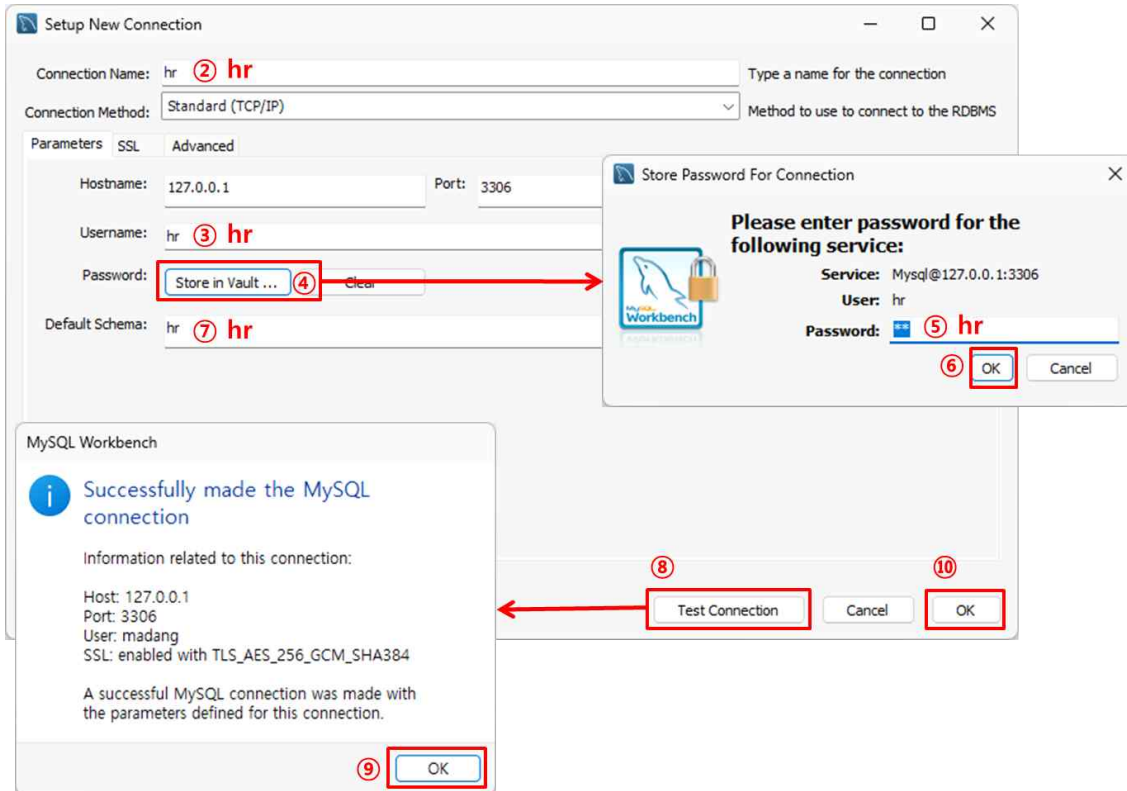 Setup New Connection
Connection Name: hr ② hr Type a name for the connection
Connection Method: Standard (TCP/IP) Method to use to connect to the RDBMS
Parameters SSL Advanced
Hostname: 127.0.0.1 Port: 3306
Username: hr ③ hr
Password: Store in Vault ... ④ Clear
Default Schema: hr ⑦ hr
Store Password For Connection
Please enter password for the
following service:
Service: Mysql@127.0.0.1:3306
User: hr
MySQL
Workbench
Password: ** ⑤ hr
⑥ OK Cancel
MySQL Workbench
Successfully made the MySQL
connection
Information related to this connection:
Host: 127.0.0.1
Port: 3306
User: madang
SSL: enabled with TLS_AES_256_GCM_SHA384
A successful MySQL connection was made with
the parameters defined for this connection.
⑨ OK
⑧ ⑩
Test Connection Cancel OK